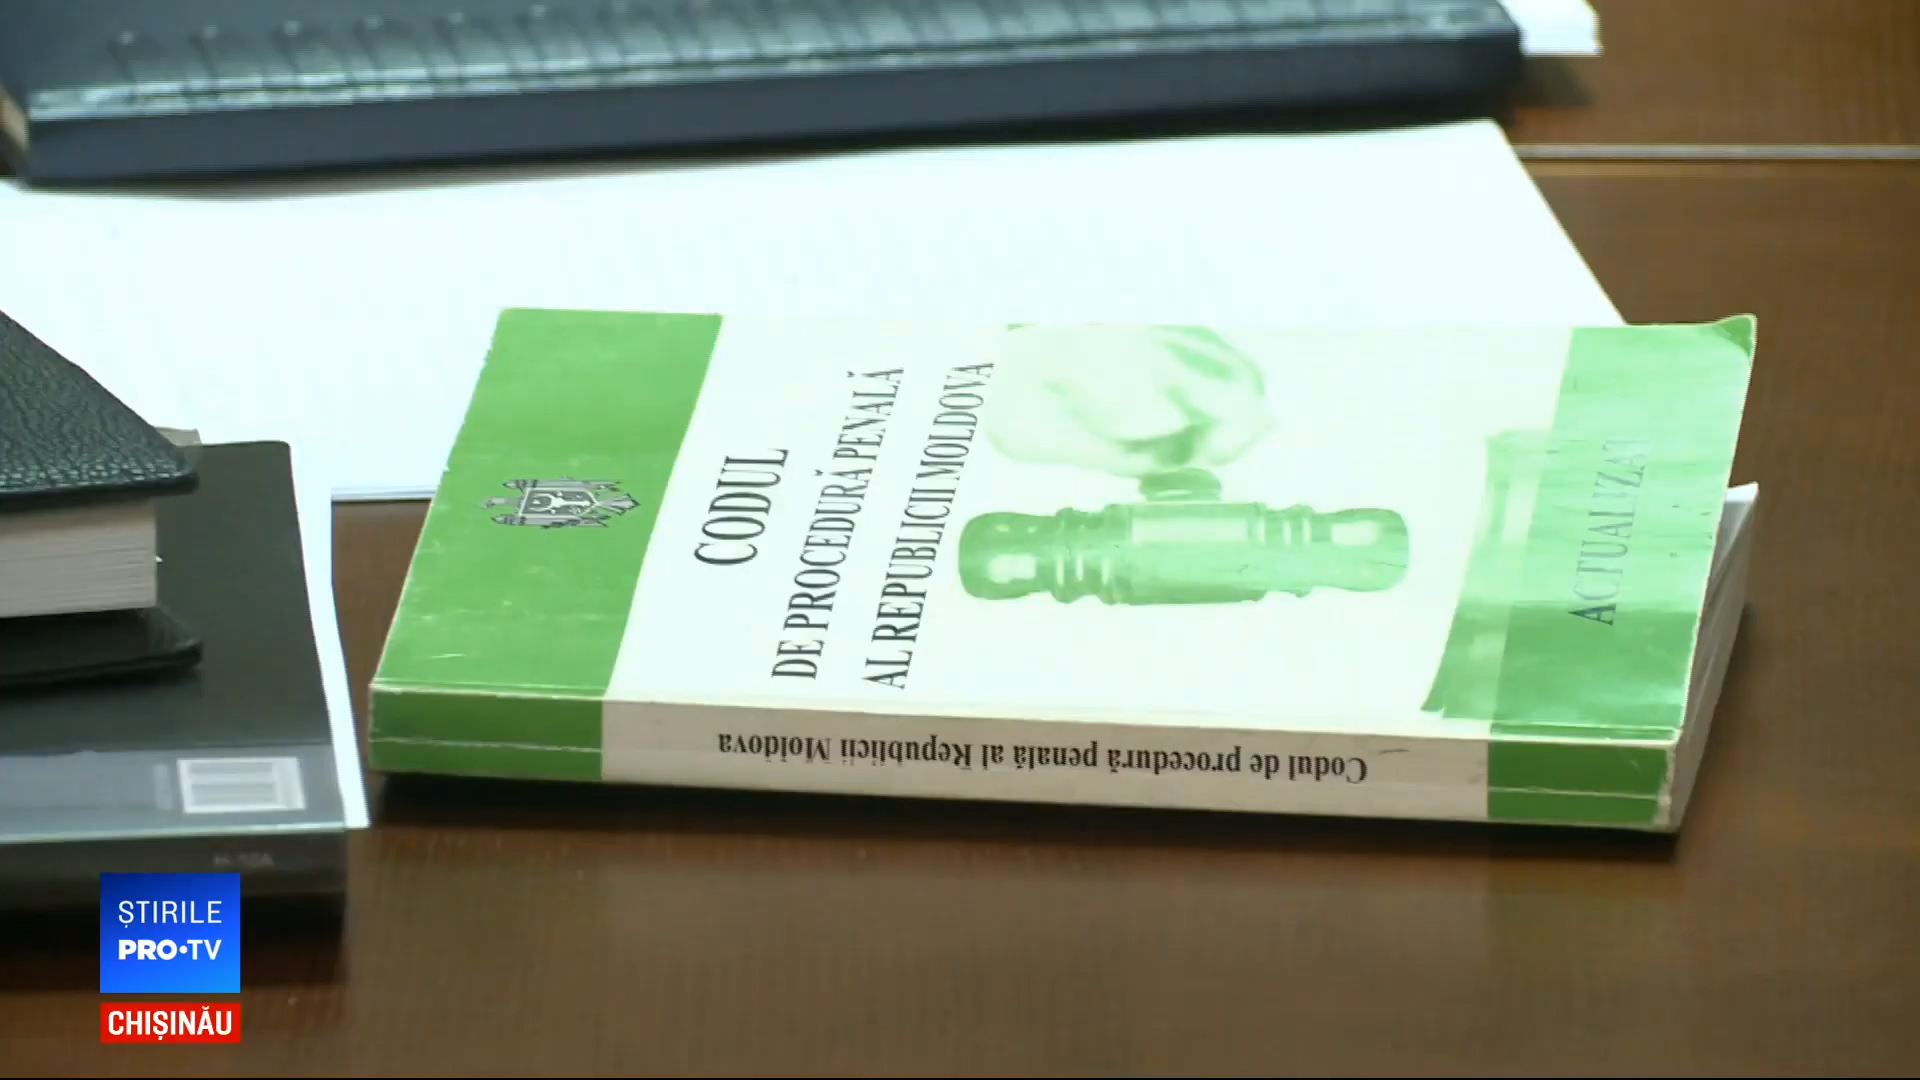 CODUL
DE PROCEDURĂ PENALĂ
AL REPUBLICII MOLDOVA
ACTUALIZAT
Codul de procedură penală al Republicii Moldova
ȘTIRILE
PRO•TV
CHIȘINĂU